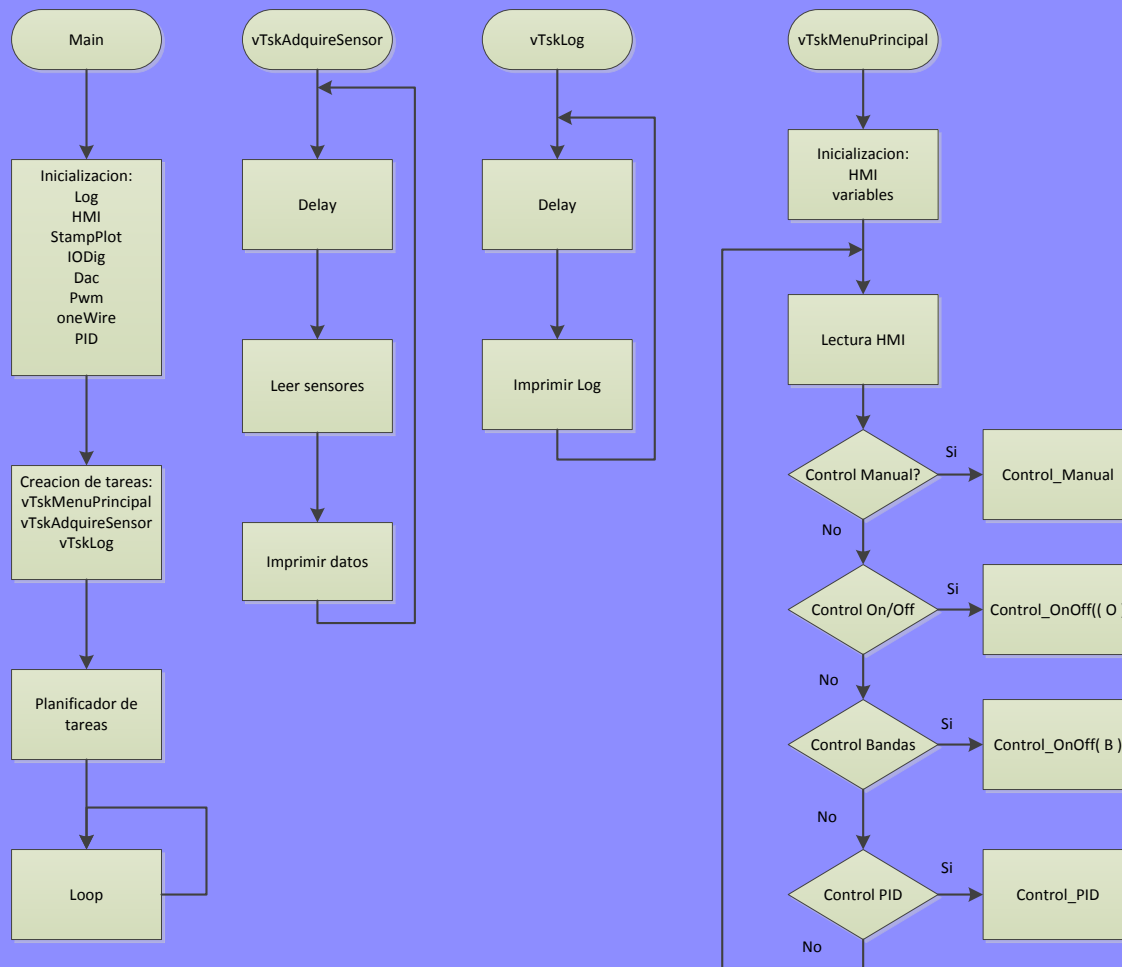 Main
Inicializacion:
Log
HMI
StampPlot
IODig
Dac
Pwm
oneWire
PID
Creacion de tareas:
vTskMenuPrincipal
vTskAdquireSensor
vTskLog
Planificador de
tareas
Loop
vTskAdquireSensor
Delay
Leer sensores
Imprimir datos
vTskLog
Delay
Imprimir Log
vTskMenuPrincipal
Inicializacion:
HMI
variables
Lectura HMI
Control Manual?
Si
Control_Manual
No
Control On/Off
Si
Control_OnOff(( O )
No
Control Bandas
Si
Control_OnOff( B )
No
Control PID
Si
Control_PID
No